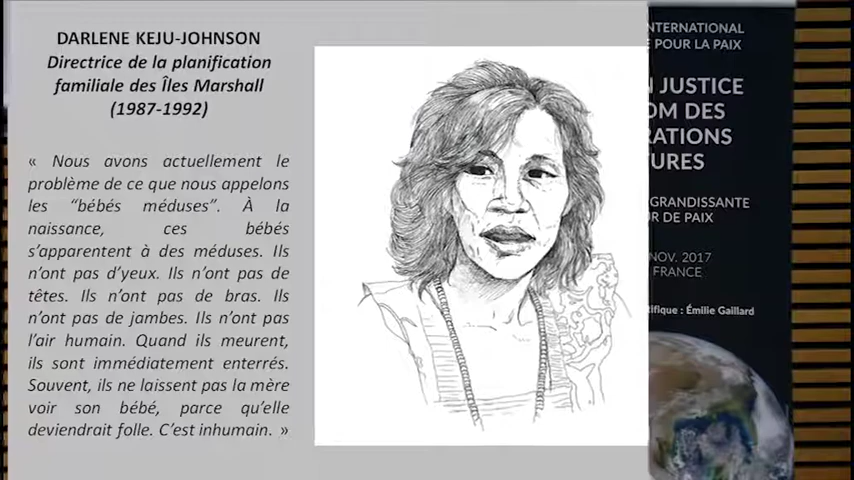 DARLENE KEJU-JOHNSON
Directrice de la planification
familiale des Îles Marshall
(1987-1992)
« Nous avons actuellement le
problème de ce que nous appelons
les “bébés méduses”. À la
naissance, ces bébés
s’apparentent à des méduses. Ils
n’ont pas d’yeux. Ils n’ont pas de
têtes. Ils n’ont pas de bras. Ils
n’ont pas de jambes. Ils n’ont pas
l’air humain. Quand ils meurent,
ils sont immédiatement enterrés.
Souvent, ils ne laissent pas la mère
voir son bébé, parce qu’elle
deviendrait folle. C’est inhumain. »
INTERNATIONAL
POUR LA PAIX
JUSTICE
DES
GRANDISSANTE
DE PAIX
NOV. 2017
FRANCE
: Émilie Gaillard